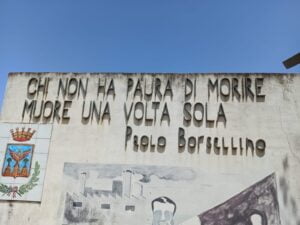 CHI NON HA PAURA DI MORIRE
MUORE UNA VOLTA SOLA
Paolo Borsellino